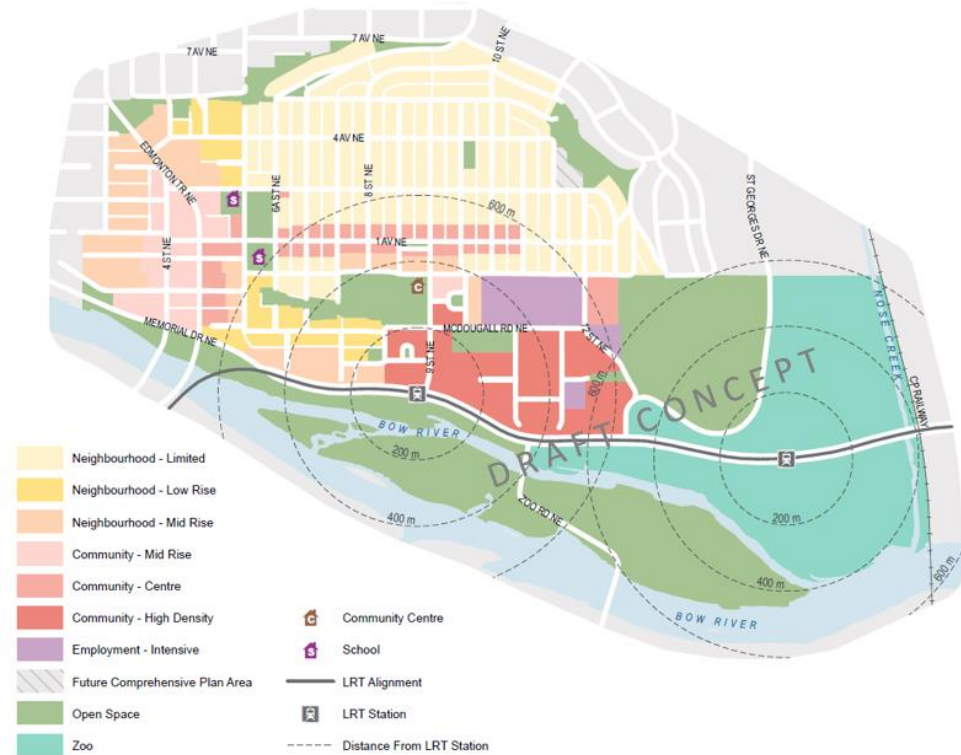 7 AV NE
7 AV NE
10 ST NE
4 AV NE
EDMONTON TR NE
6A ST NE
8 ST NE
ST GEORGES DR NE
S
600 m
4 ST NE
1 AV NE
S
NOSE CREEK
C
MEMORIAL DR NE
MCDOUGALL RD NE
12 ST NE
9 ST NE
600 m
CP RAILWAY
DRAFT CONCEPT
BOW RIVER
200 m
ZOO RD NE
400 m
200 m
400 m
600 m
BOW RIVER
Neighbourhood - Limited
Neighbourhood - Low Rise
Neighbourhood - Mid Rise
Community - Mid Rise
Community - Centre
Community - High Density
Employment - Intensive
Future Comprehensive Plan Area
Open Space
Zoo
C Community Centre
S School
LRT Alignment
LRT Station
Distance From LRT Station